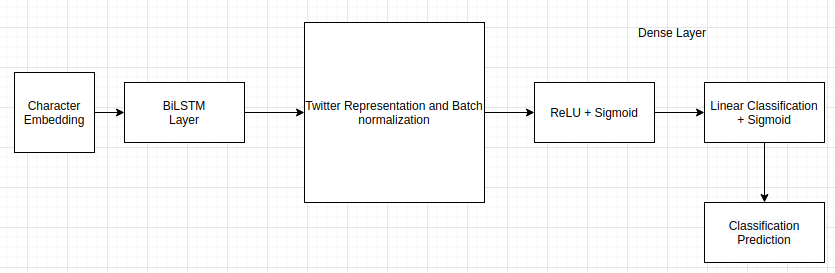 Dense Layer
Character
Embedding
BiLSTM
Layer
Twitter Representation and Batch
normalization
ReLU + Sigmoid
Linear Classification
+ Sigmoid
Classification
Prediction